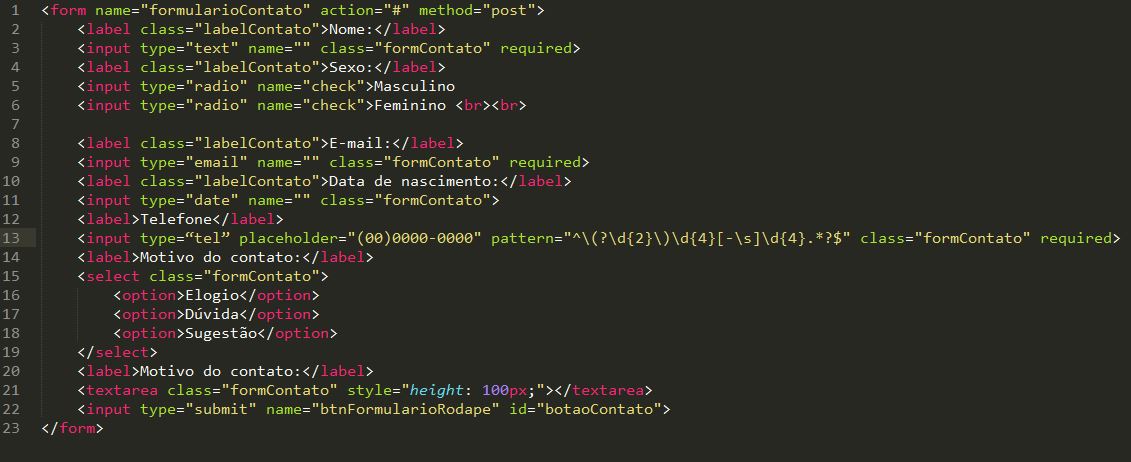 1 <form name="formularioContato" action="#" method="post">
2 <label class="labelContato">Nome:</label>
3 <input type="text" name="" class="formContato" required>
4 <label class="labelContato">Sexo:</label>
5 <input type="radio" name="check">Masculino
6 <input type="radio" name="check">Feminino <br><br>
7
8 <label class="labelContato">E-mail:</label>
9 <input type="email" name="" class="formContato" required>
10 <label class="labelContato">Data de nascimento:</label>
11 <input type="date" name="" class="formContato">
12 <label>Telefone</label>
13 <input type=“tel” placeholder="(00)0000-0000" pattern="^\(?\d{2}\)\d{4}[-\s]\d{4}.*?$" class="formContato" required>
14 <label>Motivo do contato:</label>
15 <select class="formContato">
16 <option>Elogio</option>
17 <option>Dúvida</option>
18 <option>Sugestão</option>
19 </select>
20 <label>Motivo do contato:</label>
21 <textarea class="formContato" style="height: 100px;"></textarea>
22 <input type="submit" name="btnFormularioRodape" id="botaoContato">
23 </form>